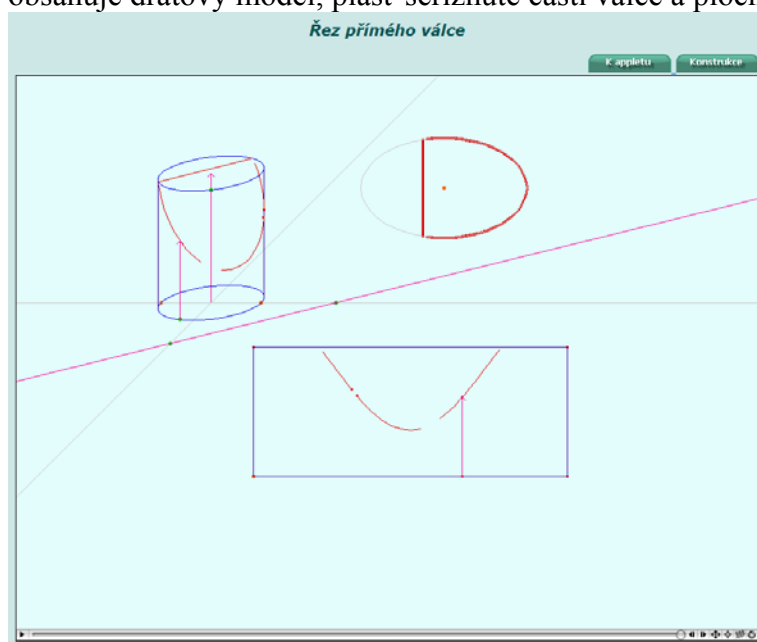 obsahuje drátový model, plášť seříznuté části válce a ploch
Řez přímého válce
K appletu Konstrukce